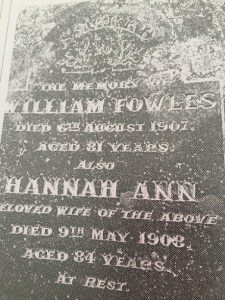 THE MEMORY
WILLIAM FOWLES
DIED 6TH AUGUST 1907.
AGED 81 YEARS.
ALSO
HANNAH ANN
BELOVED WIFE OF THE ABOVE
DIED 9TH MAY 1908,
AGED 84 YEARS.
AT REST.